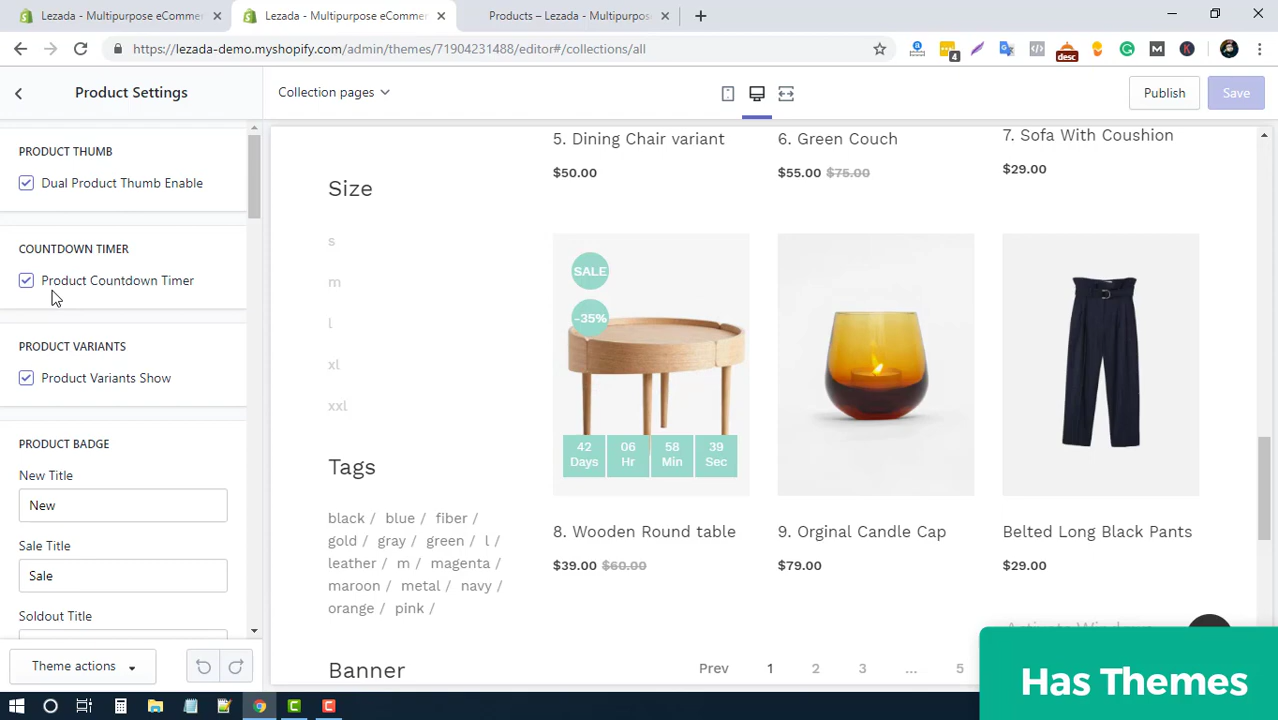 Lezada - Multipurpose eComme
Lezada - Multipurpose eCommer
Products – Lezada - Multipurpos
https://lezada-demo.myshopify.com/admin/themes/71904231488/editor#/collections/all
4
desc
M
K
Product Settings
Collection pages
Publish
Save
PRODUCT THUMB
Dual Product Thumb Enable
COUNTDOWN TIMER
Product Countdown Timer
PRODUCT VARIANTS
Product Variants Show
PRODUCT BADGE
New Title
New
Sale Title
Sale
Soldout Title
Theme actions
Size
s
m
l
xl
xxl
Tags
black / blue / fiber /
gold / gray / green / l /
leather / m / magenta /
maroon / metal / navy /
orange / pink /
Banner
5. Dining Chair variant
$50.00
6. Green Couch
$55.00 $75.00
7. Sofa With Coushion
$29.00
SALE
-35%
42 06 58 39
Days Hr Min Sec
8. Wooden Round table
$39.00 $60.00
9. Orginal Candle Cap
$79.00
Belted Long Black Pants
$29.00
Activate Windows
Prev 1 2 3 ... 5
Has Themes